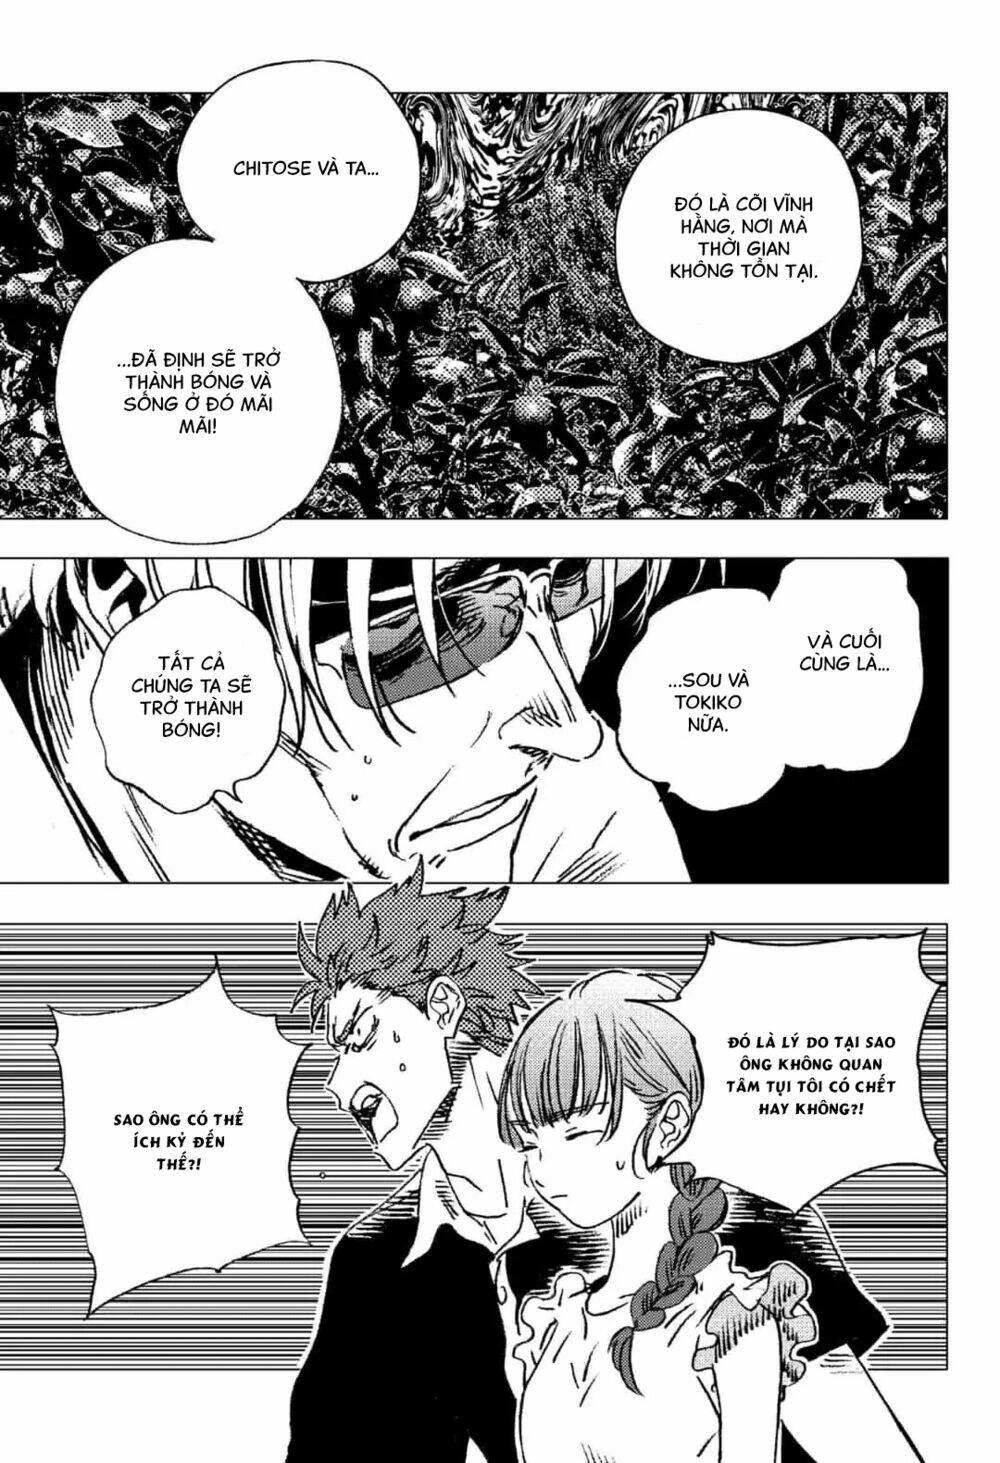 ĐÓ LÀ CÕI VĨNH
HẰNG, NƠI MÀ
THỜI GIAN
KHÔNG TỒN TẠI.
CHITOSE VÀ TA...
...ĐÃ ĐỊNH SẼ TRỞ
THÀNH BÓNG VÀ
SỐNG Ở ĐÓ MÃI
MÃI!
VÀ CUỐI
CÙNG LÀ...
...SOU VÀ
TOKIKO
NỮA.
TẤT CẢ
CHÚNG TA SẼ
TRỞ THÀNH
BÓNG!
ĐÓ LÀ LÝ DO TẠI SAO
ÔNG KHÔNG QUAN
TÂM TỤI TÔI CÓ CHẾT
HAY KHÔNG?!
SAO ÔNG CÓ THỂ
ÍCH KỶ ĐẾN
THẾ?!